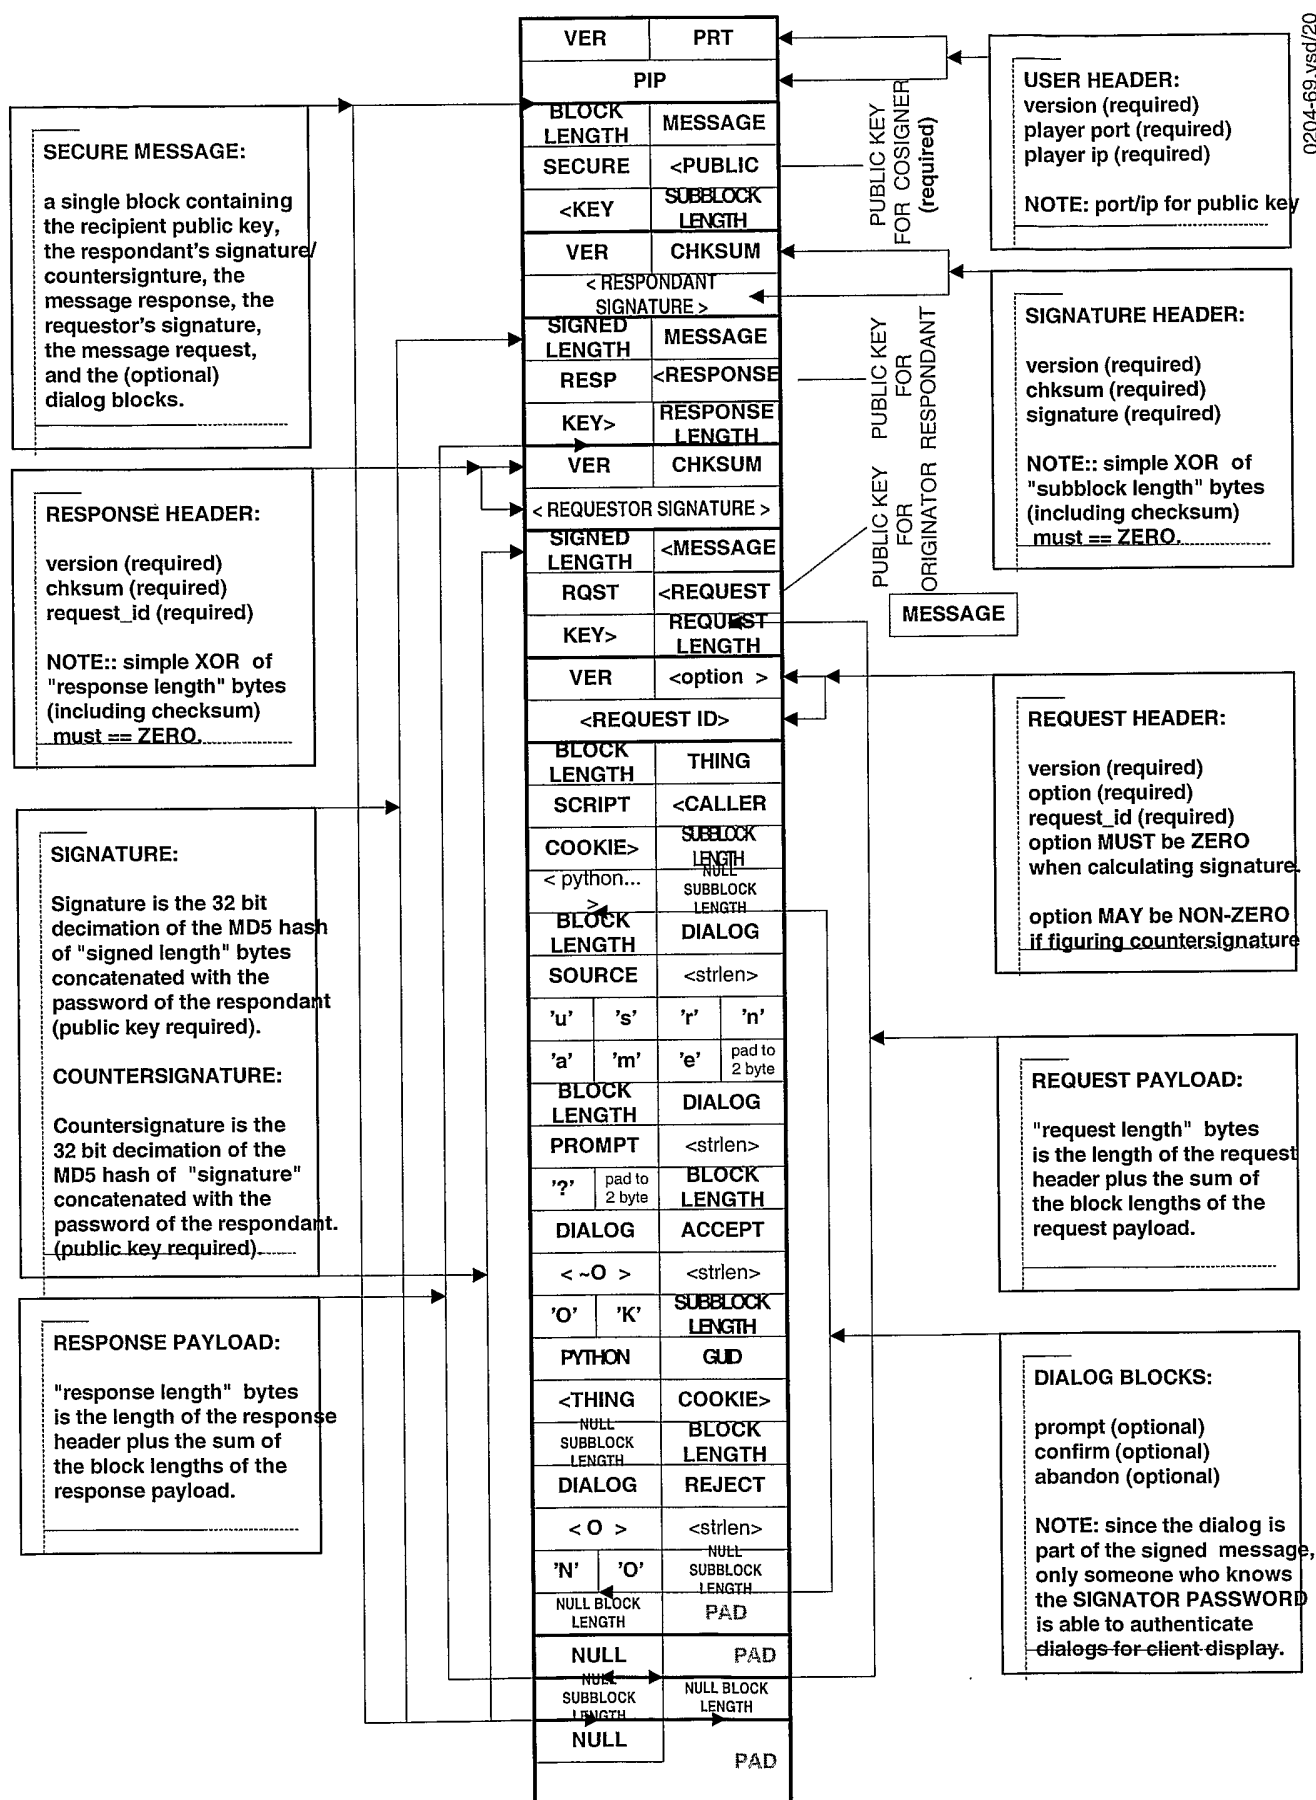 0204-69.vsd/20
VER PRT
PIP
BLOCK LENGTH MESSAGE
SECURE <PUBLIC
<KEY SUBBLOCK LENGTH
VER CHKSUM
< RESPONDANT
SIGNATURE >
SIGNED LENGTH MESSAGE
RESP <RESPONSE
KEY> RESPONSE LENGTH
VER CHKSUM
< REQUESTOR SIGNATURE >
SIGNED LENGTH <MESSAGE
RQST <REQUEST
KEY> REQUEST LENGTH
VER <option >
<REQUEST ID>
BLOCK LENGTH THING
SCRIPT <CALLER
COOKIE> SUBBLOCK LENGTH
< python... > NULL SUBBLOCK LENGTH
BLOCK LENGTH DIALOG
SOURCE <strlen>
'u' 's' 'r' 'n'
'a' 'm' 'e' pad to 2 byte
BLOCK LENGTH DIALOG
PROMPT <strlen>
'?' pad to 2 byte BLOCK LENGTH
DIALOG ACCEPT
< ~O > <strlen>
'O' 'K' SUBBLOCK LENGTH
PYTHON GUID
<THING COOKIE>
NULL SUBBLOCK LENGTH BLOCK LENGTH
DIALOG REJECT
< O > <strlen>
'N' 'O' NULL SUBBLOCK LENGTH
NULL BLOCK LENGTH PAD
NULL PAD
NULL SUBBLOCK LENGTH NULL BLOCK LENGTH
NULL
PAD
SECURE MESSAGE:
a single block containing
the recipient public key,
the respondant's signature/
countersignture, the
message response, the
requestor's signature,
the message request,
and the (optional)
dialog blocks.
RESPONSE HEADER:
version (required)
chksum (required)
request_id (required)
NOTE:: simple XOR of
"response length" bytes
(including checksum)
must == ZERO.
SIGNATURE:
Signature is the 32 bit
decimation of the MD5 hash
of "signed length" bytes
concatenated with the
password of the respondant
(public key required).
COUNTERSIGNATURE:
Countersignature is the
32 bit decimation of the
MD5 hash of "signature"
concatenated with the
password of the respondant.
(public key required).
RESPONSE PAYLOAD:
"response length" bytes
is the length of the response
header plus the sum of
the block lengths of the
response payload.
PUBLIC KEY
FOR COSIGNER
(required)
PUBLIC KEY
FOR
RESPONDANT
PUBLIC KEY
FOR
ORIGINATOR
MESSAGE
USER HEADER:
version (required)
player port (required)
player ip (required)
NOTE: port/ip for public key
SIGNATURE HEADER:
version (required)
chksum (required)
signature (required)
NOTE:: simple XOR of
"subblock length" bytes
(including checksum)
must == ZERO.
REQUEST HEADER:
version (required)
option (required)
request_id (required)
option MUST be ZERO
when calculating signature.
option MAY be NON-ZERO
if figuring countersignature
REQUEST PAYLOAD:
"request length" bytes
is the length of the request
header plus the sum of
the block lengths of the
request payload.
DIALOG BLOCKS:
prompt (optional)
confirm (optional)
abandon (optional)
NOTE: since the dialog is
part of the signed message,
only someone who knows
the SIGNATOR PASSWORD
is able to authenticate
dialogs for client display.